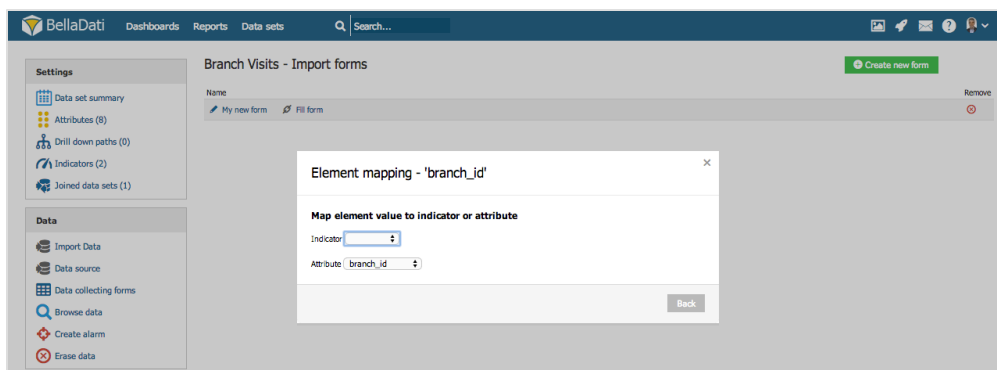 BellaDati Dashboards Reports Data sets Search...
Settings
Data set summary
Attributes (8)
Drill down paths (0)
Indicators (2)
Joined data sets (1)
Data
Import Data
Data source
Data collecting forms
Browse data
Create alarm
Erase data
Branch Visits - Import forms
Create new form
Name Remove
My new form Fill form
Element mapping - 'branch_id'
Map element value to indicator or attribute
Indicator
Attribute branch_id
Back